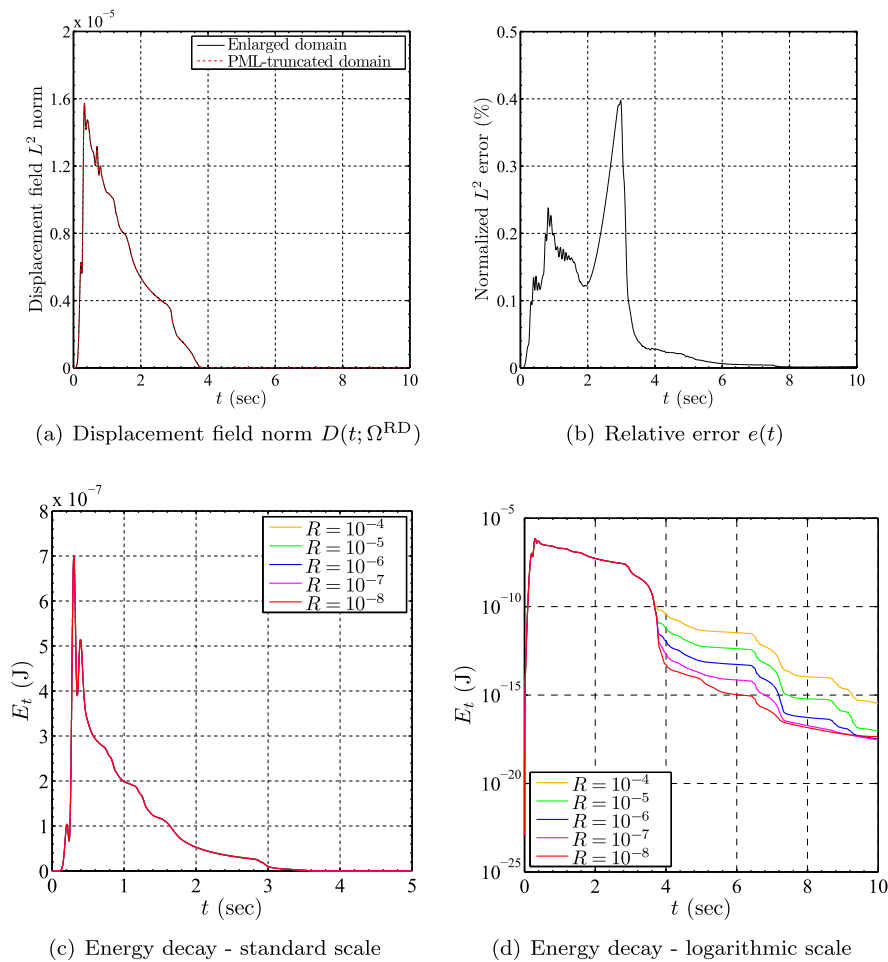 x 10⁻⁵
2
1.6
1.2
0.8
0.4
0
0 2 4 6 8 10
Displacement field L² norm
t (sec)
Enlarged domain
PML-truncated domain
(a) Displacement field norm D(t; Ω^RD)
0.5
0.4
0.3
0.2
0.1
0
0 2 4 6 8 10
Normalized L² error (%)
t (sec)
(b) Relative error e(t)
x 10⁻⁷
8
7
6
5
4
3
2
1
0
0 1 2 3 4 5
E_t (J)
t (sec)
R = 10⁻⁴
R = 10⁻⁵
R = 10⁻⁶
R = 10⁻⁷
R = 10⁻⁸
(c) Energy decay - standard scale
10⁻⁵
10⁻¹⁰
10⁻¹⁵
10⁻²⁰
10⁻²⁵
0 2 4 6 8 10
E_t (J)
t (sec)
R = 10⁻⁴
R = 10⁻⁵
R = 10⁻⁶
R = 10⁻⁷
R = 10⁻⁸
(d) Energy decay - logarithmic scale